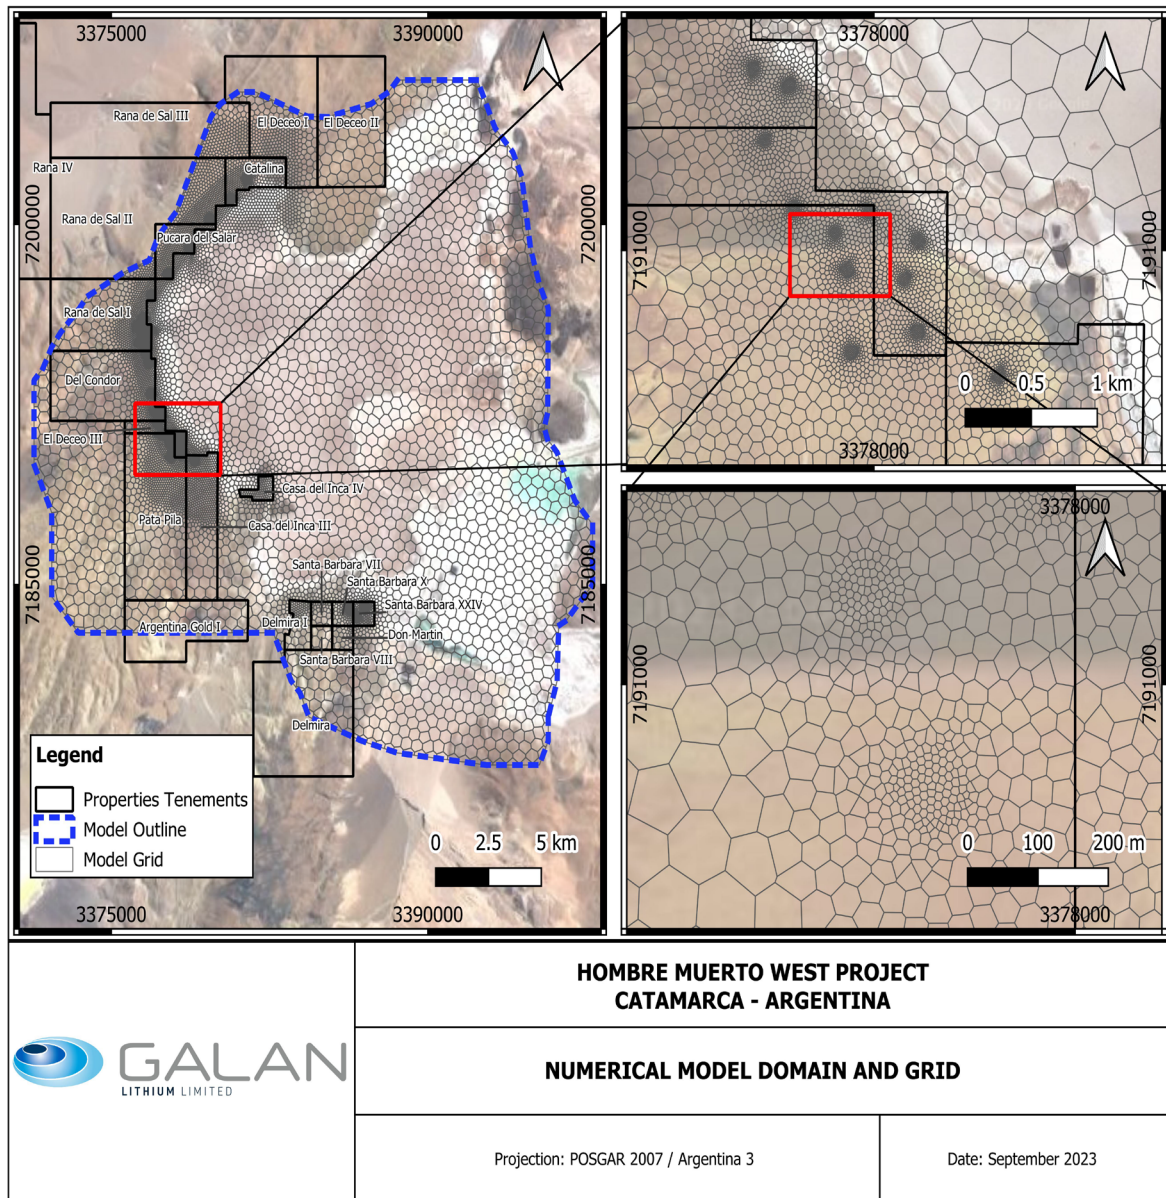 3375000
3390000
Rana de Sal III
El Deceo I
El Deceo II
Rana IV
Catalina
Rana de Sal II
Pucara del Salar
7200000
7200000
Rana de Sal I
Del Condor
El Deceo III
Casa del Inca IV
Pata Pila
Casa del Inca III
7185000
7185000
Santa Barbara VII
Santa Barbara X
Santa Barbara XXIV
Argentina Gold I
Delmira I
Don Martin
Santa Barbara VIII
Delmira
Legend
Properties Tenements
Model Outline
Model Grid
0 2.5 5 km
3375000
3390000
3378000
7191000
7191000
0 0.5 1 km
3378000
3378000
7191000
7191000
0 100 200 m
3378000
GALAN
LITHIUM LIMITED
HOMBRE MUERTO WEST PROJECT
CATAMARCA - ARGENTINA
NUMERICAL MODEL DOMAIN AND GRID
Projection: POSGAR 2007 / Argentina 3
Date: September 2023